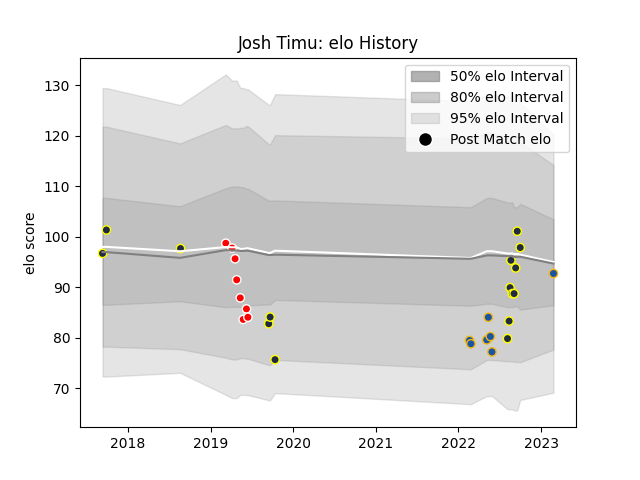 Josh Timu: elo History
50% elo Interval
80% elo Interval
95% elo Interval
Post Match elo
elo score
130
120
110
100
90
80
70
2018
2019
2020
2021
2022
2023